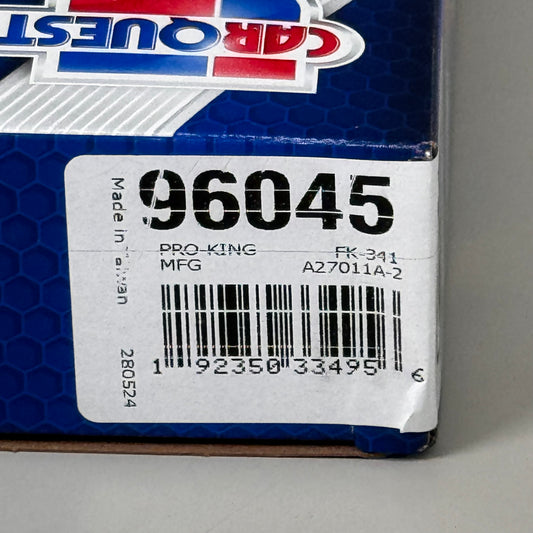 CARQUEST
96045
PRO-KING FK-341
MFG A27011A-2
1 92350 33495 6
Made in Taiwan
280524